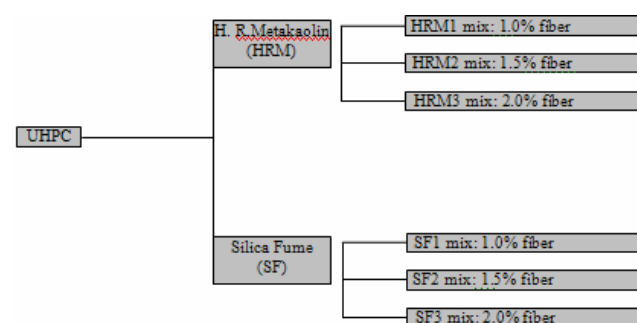 H. R.Metakaolin
(HRM)
HRM1 mix: 1.0% fiber
HRM2 mix: 1.5% fiber
HRM3 mix: 2.0% fiber
UHPC
Silica Fume
(SF)
SF1 mix: 1.0% fiber
SF2 mix: 1.5% fiber
SF3 mix: 2.0% fiber